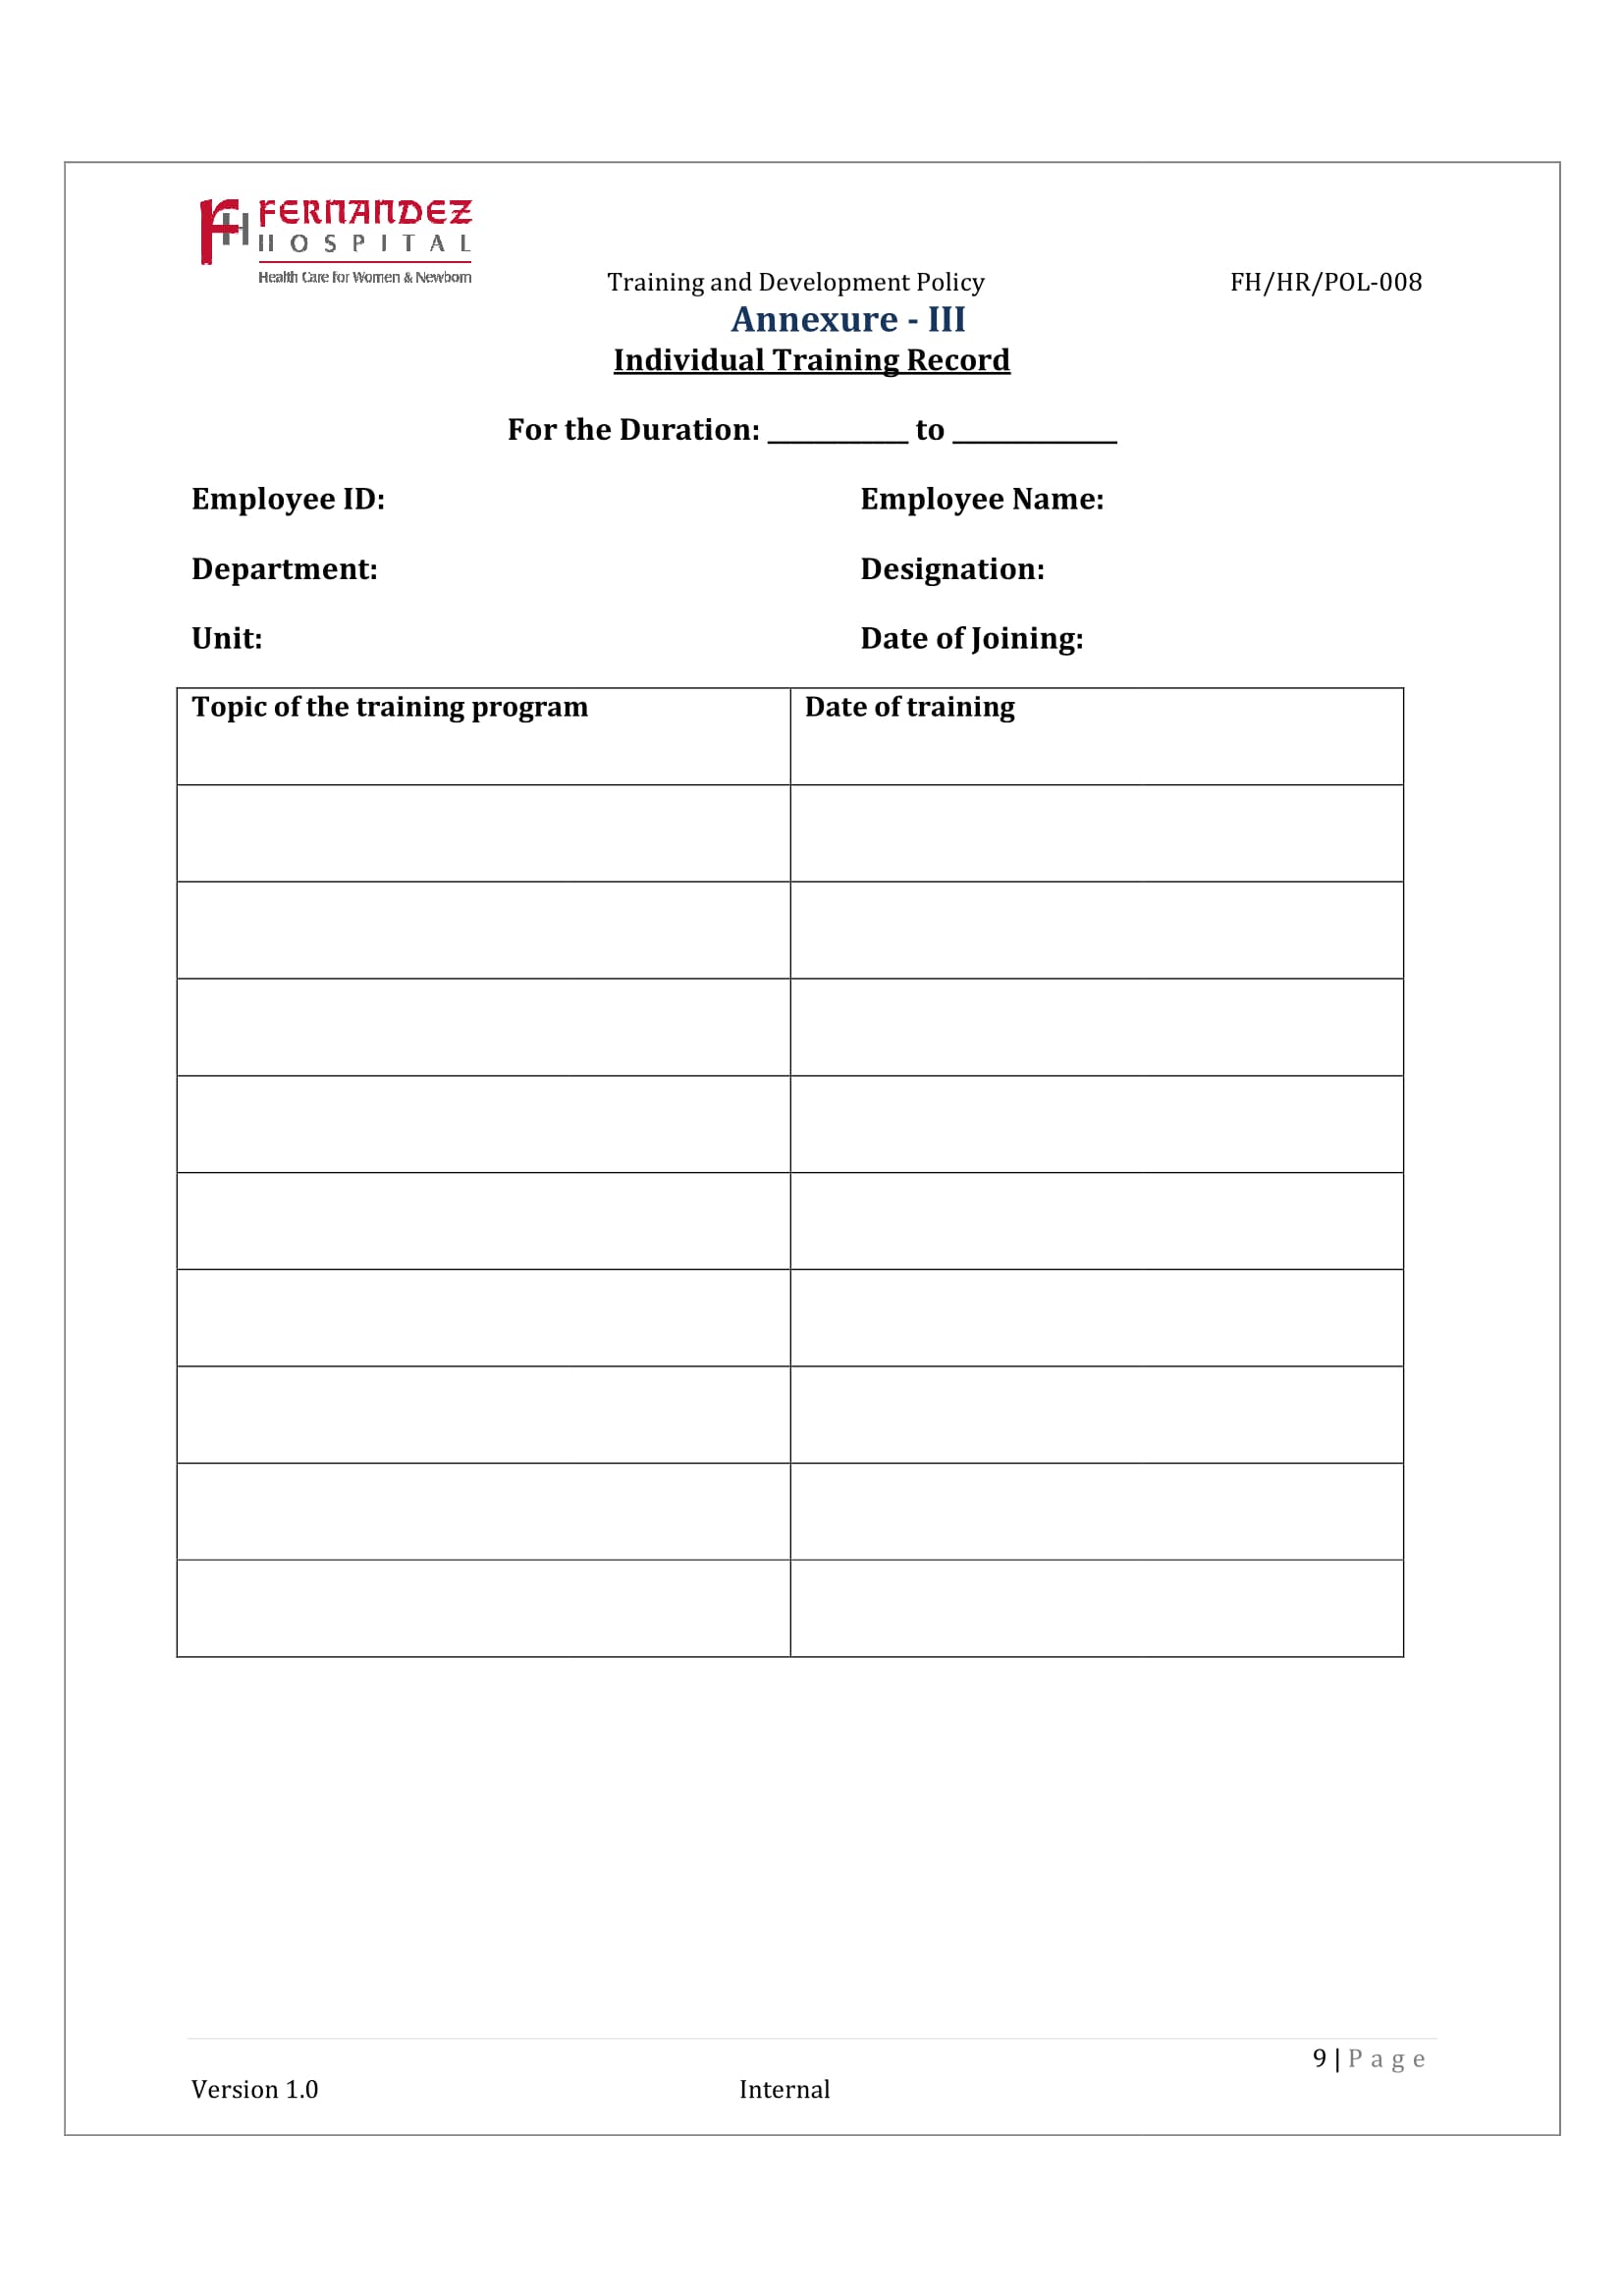 FERNANDEZ
HOSPITAL
Health Care for Women & Newborn
Training and Development Policy FH/HR/POL-008
Annexure - III
Individual Training Record
For the Duration: ____________ to ______________
Employee ID: Employee Name:
Department: Designation:
Unit: Date of Joining:
Topic of the training program Date of training
9 | Page
Version 1.0 Internal